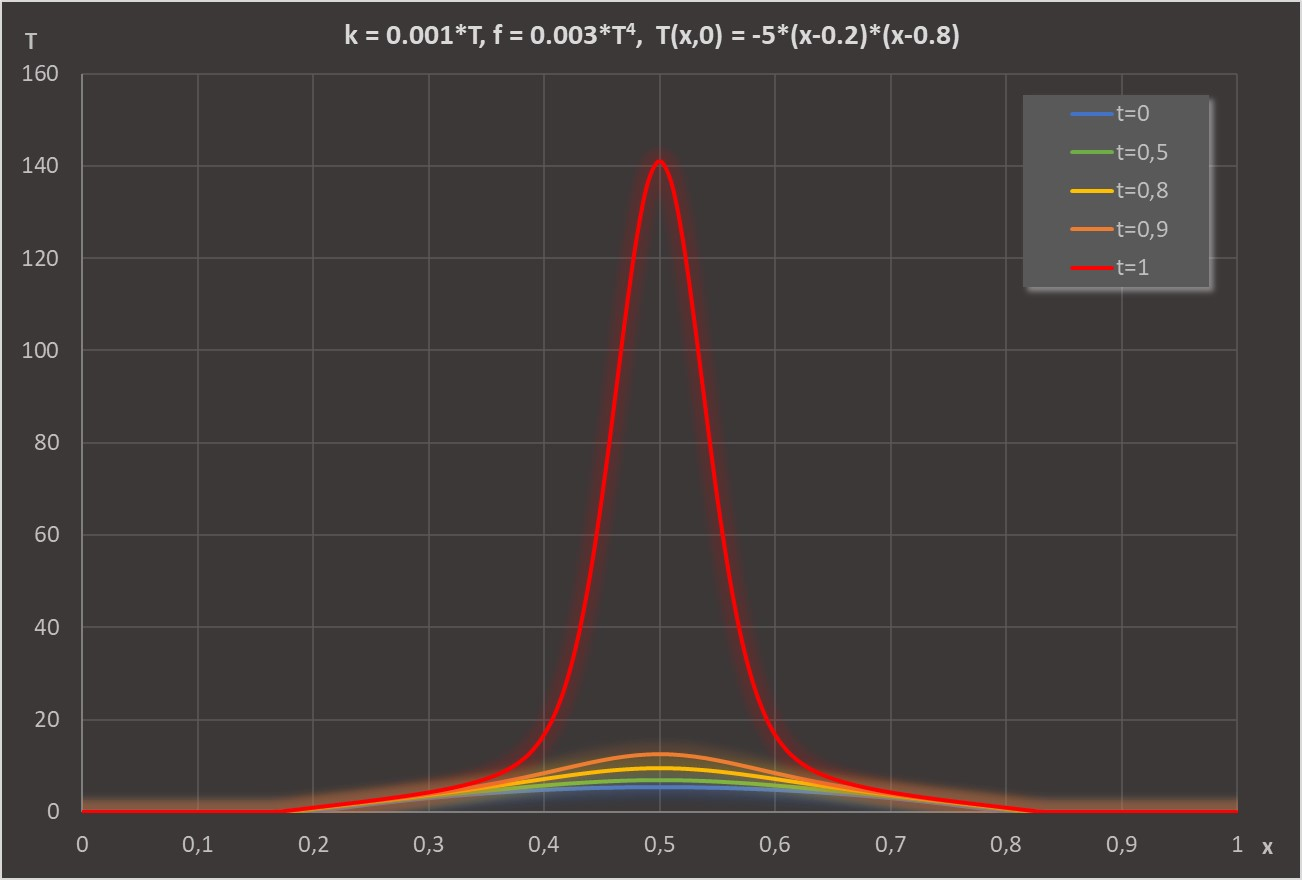 k = 0.001*T, f = 0.003*T⁴, T(x,0) = -5*(x-0.2)*(x-0.8)
T
160
140
120
100
80
60
40
20
0
t=0
t=0,5
t=0,8
t=0,9
t=1
0 0,1 0,2 0,3 0,4 0,5 0,6 0,7 0,8 0,9 1 x